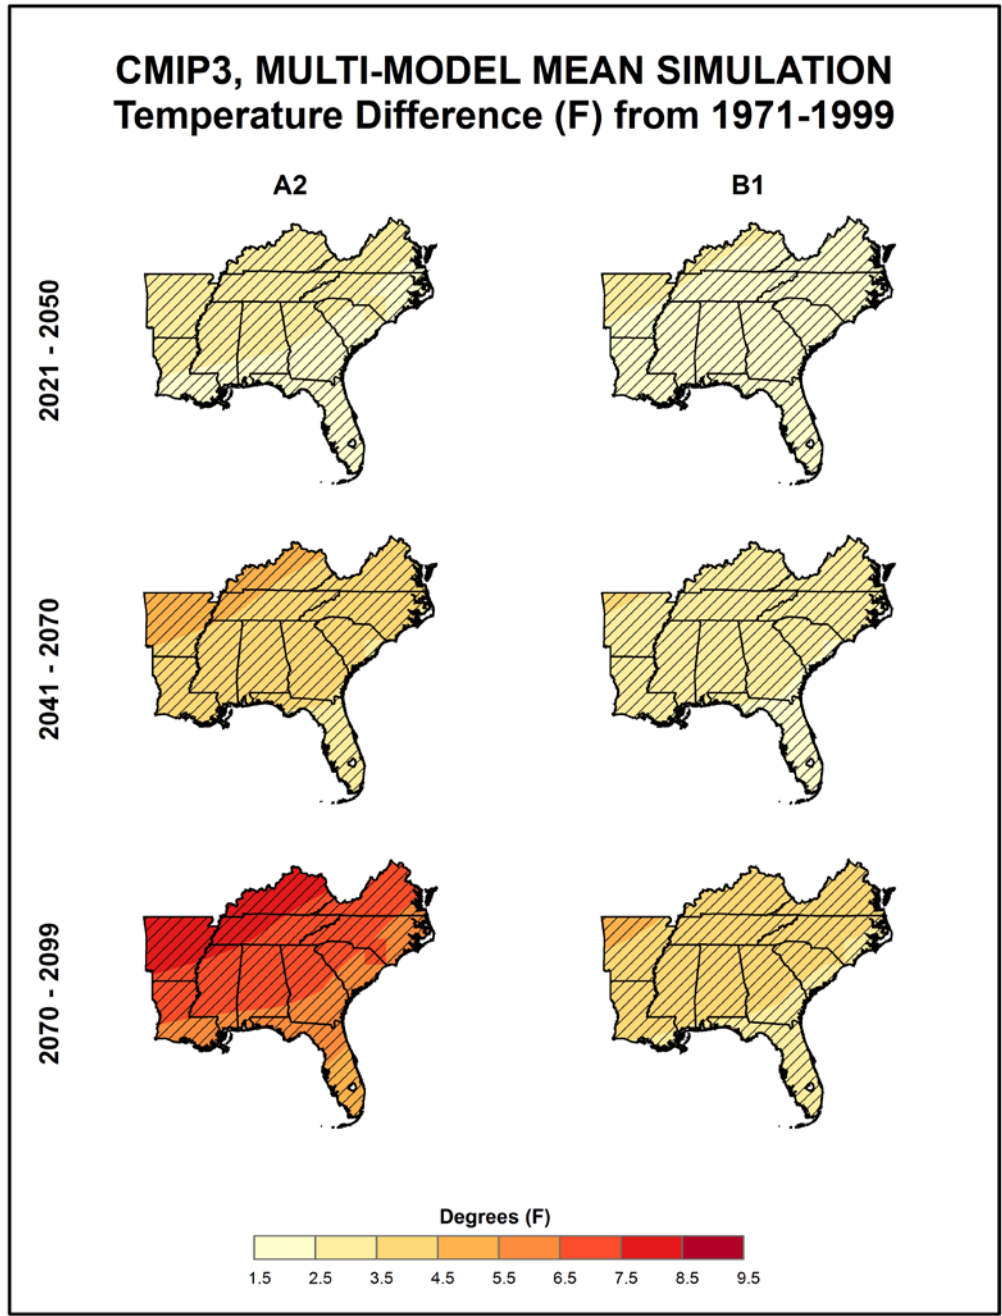 CMIP3, MULTI-MODEL MEAN SIMULATION
Temperature Difference (F) from 1971-1999
A2
B1
2021 - 2050
2041 - 2070
2070 - 2099
Degrees (F)
1.5 2.5 3.5 4.5 5.5 6.5 7.5 8.5 9.5